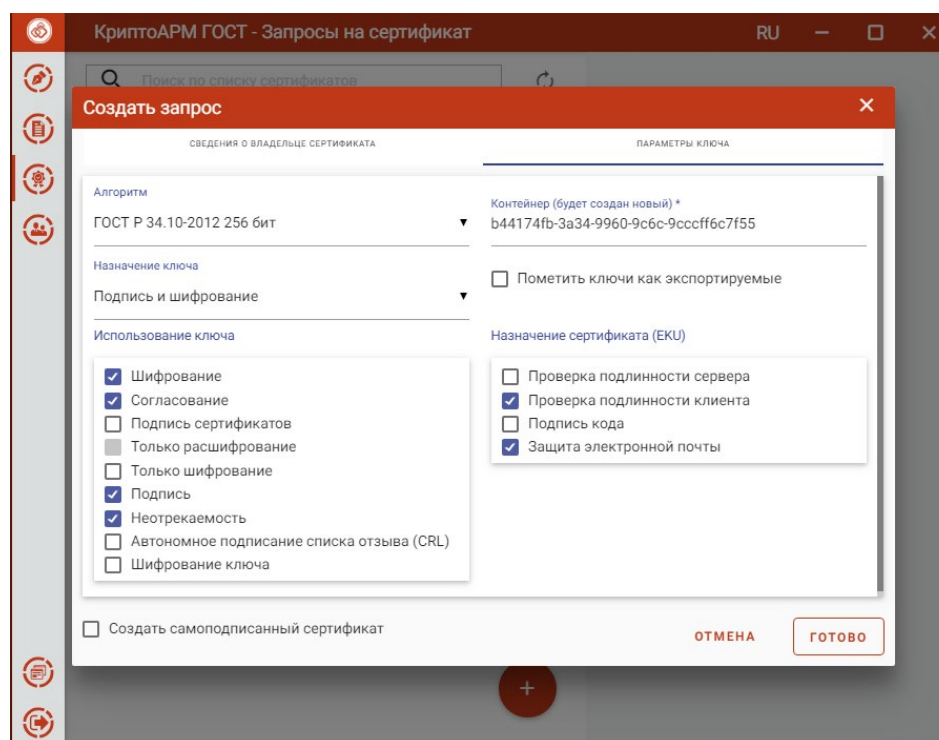 КриптоАРМ ГОСТ - Запросы на сертификат RU
Поиск по списку сертификатов
Создать запрос
СВЕДЕНИЯ О ВЛАДЕЛЬЦЕ СЕРТИФИКАТА ПАРАМЕТРЫ КЛЮЧА
Алгоритм
ГОСТ Р 34.10-2012 256 бит
Контейнер (будет создан новый) *
b44174fb-3a34-9960-9c6c-9cccff6c7f55
Назначение ключа
Подпись и шифрование
Пометить ключи как экспортируемые
Использование ключа
Шифрование
Согласование
Подпись сертификатов
Только расшифрование
Только шифрование
Подпись
Неотрекаемость
Автономное подписание списка отзыва (CRL)
Шифрование ключа
Назначение сертификата (EKU)
Проверка подлинности сервера
Проверка подлинности клиента
Подпись кода
Защита электронной почты
Создать самоподписанный сертификат
ОТМЕНА ГОТОВО